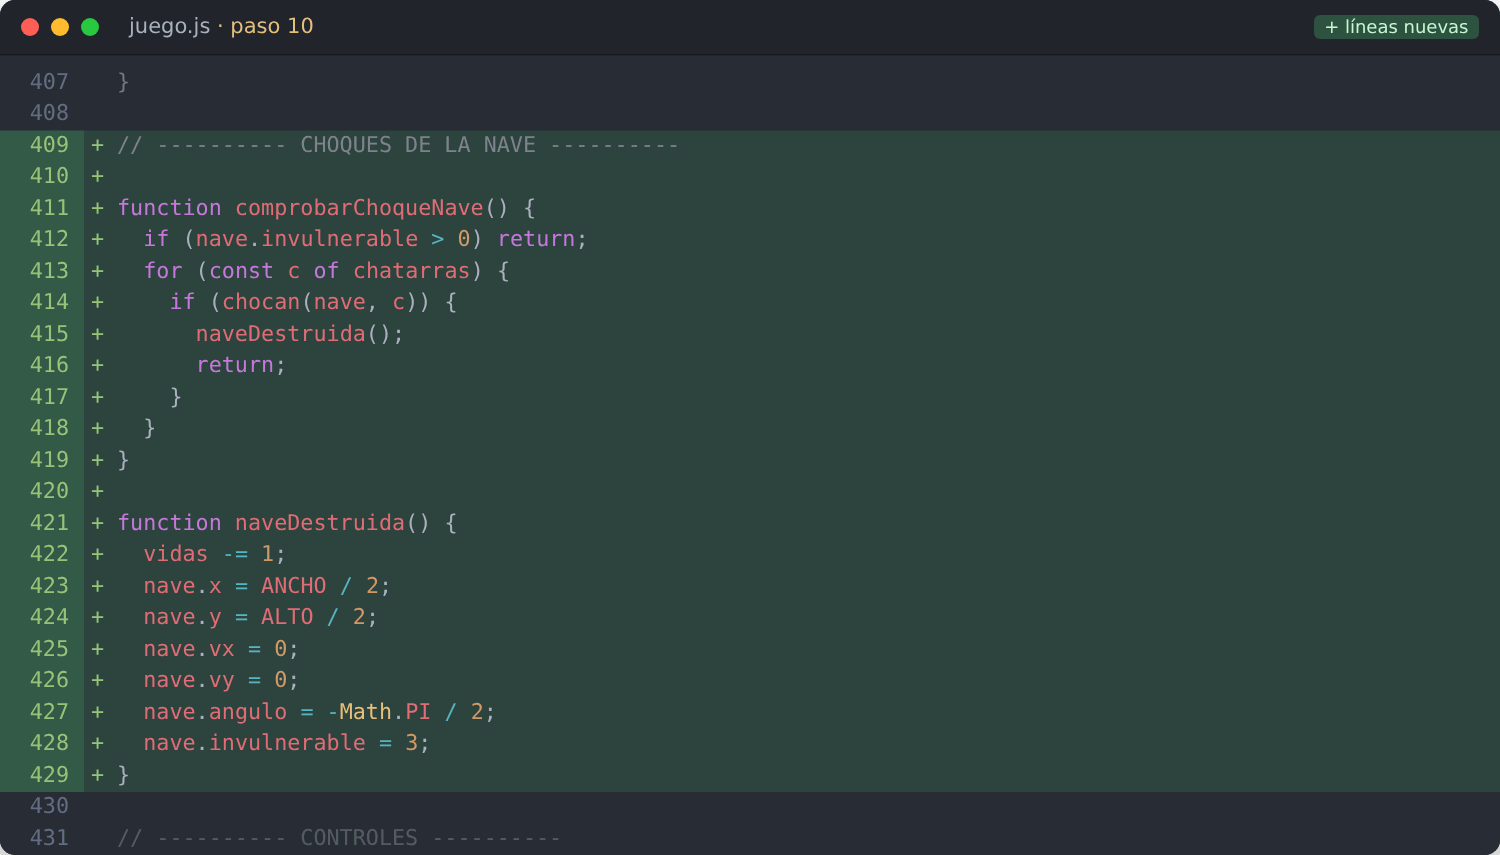 juego.js · paso 10
+ líneas nuevas
407 }
408
409 + // ---------- CHOQUES DE LA NAVE ----------
410 +
411 + function comprobarChoqueNave() {
412 +   if (nave.invulnerable > 0) return;
413 +   for (const c of chatarras) {
414 +     if (chocan(nave, c)) {
415 +       naveDestruida();
416 +       return;
417 +     }
418 +   }
419 + }
420 +
421 + function naveDestruida() {
422 +   vidas -= 1;
423 +   nave.x = ANCHO / 2;
424 +   nave.y = ALTO / 2;
425 +   nave.vx = 0;
426 +   nave.vy = 0;
427 +   nave.angulo = -Math.PI / 2;
428 +   nave.invulnerable = 3;
429 + }
430
431 // ---------- CONTROLES ----------